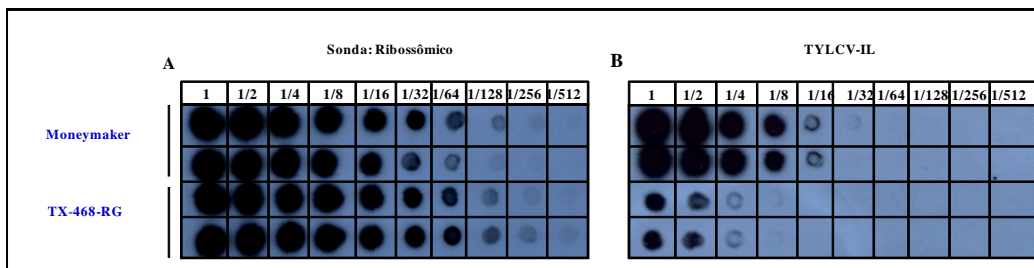 Sonda: Ribossômico
TYLCV-IL
A
B
1 1/2 1/4 1/8 1/16 1/32 1/64 1/128 1/256 1/512
1 1/2 1/4 1/8 1/16 1/32 1/64 1/128 1/256 1/512
Moneymaker
TX-468-RG